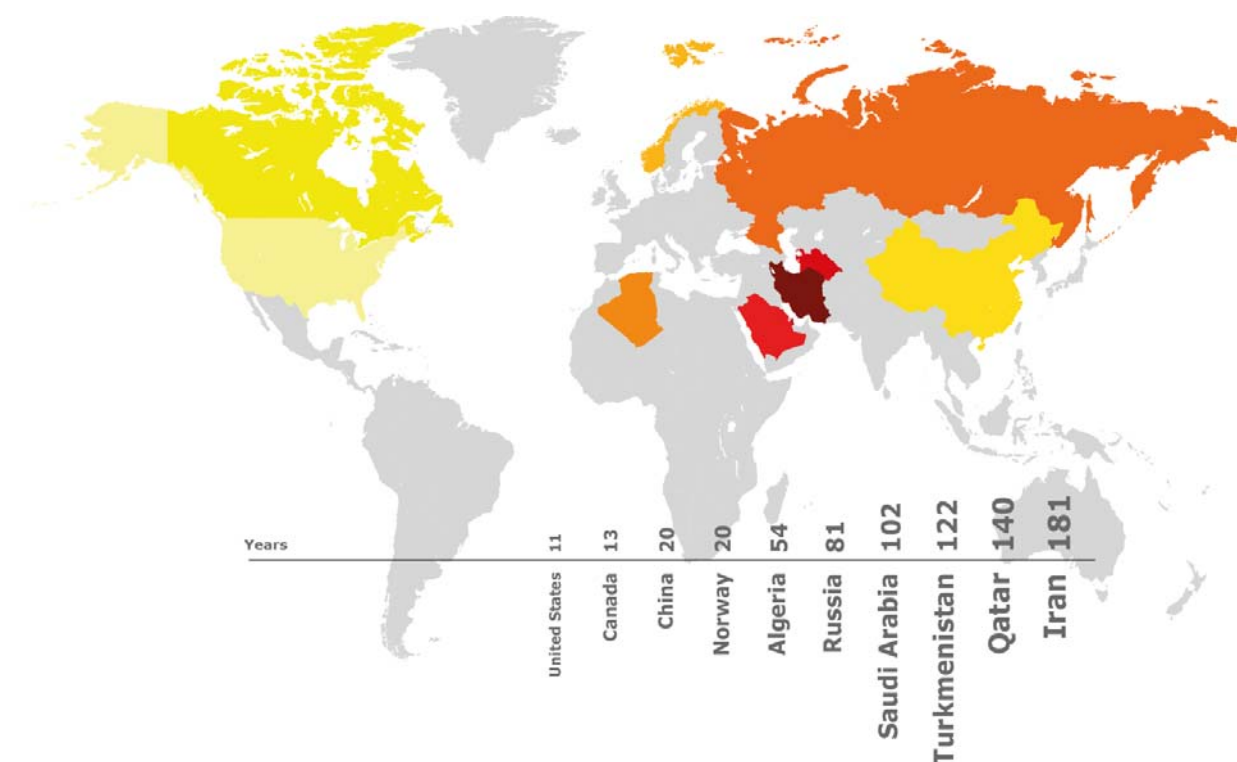 Years
11
13
20
20
54
81
102
122
140
181
United States
Canada
China
Norway
Algeria
Russia
Saudi Arabia
Turkmenistan
Qatar
Iran